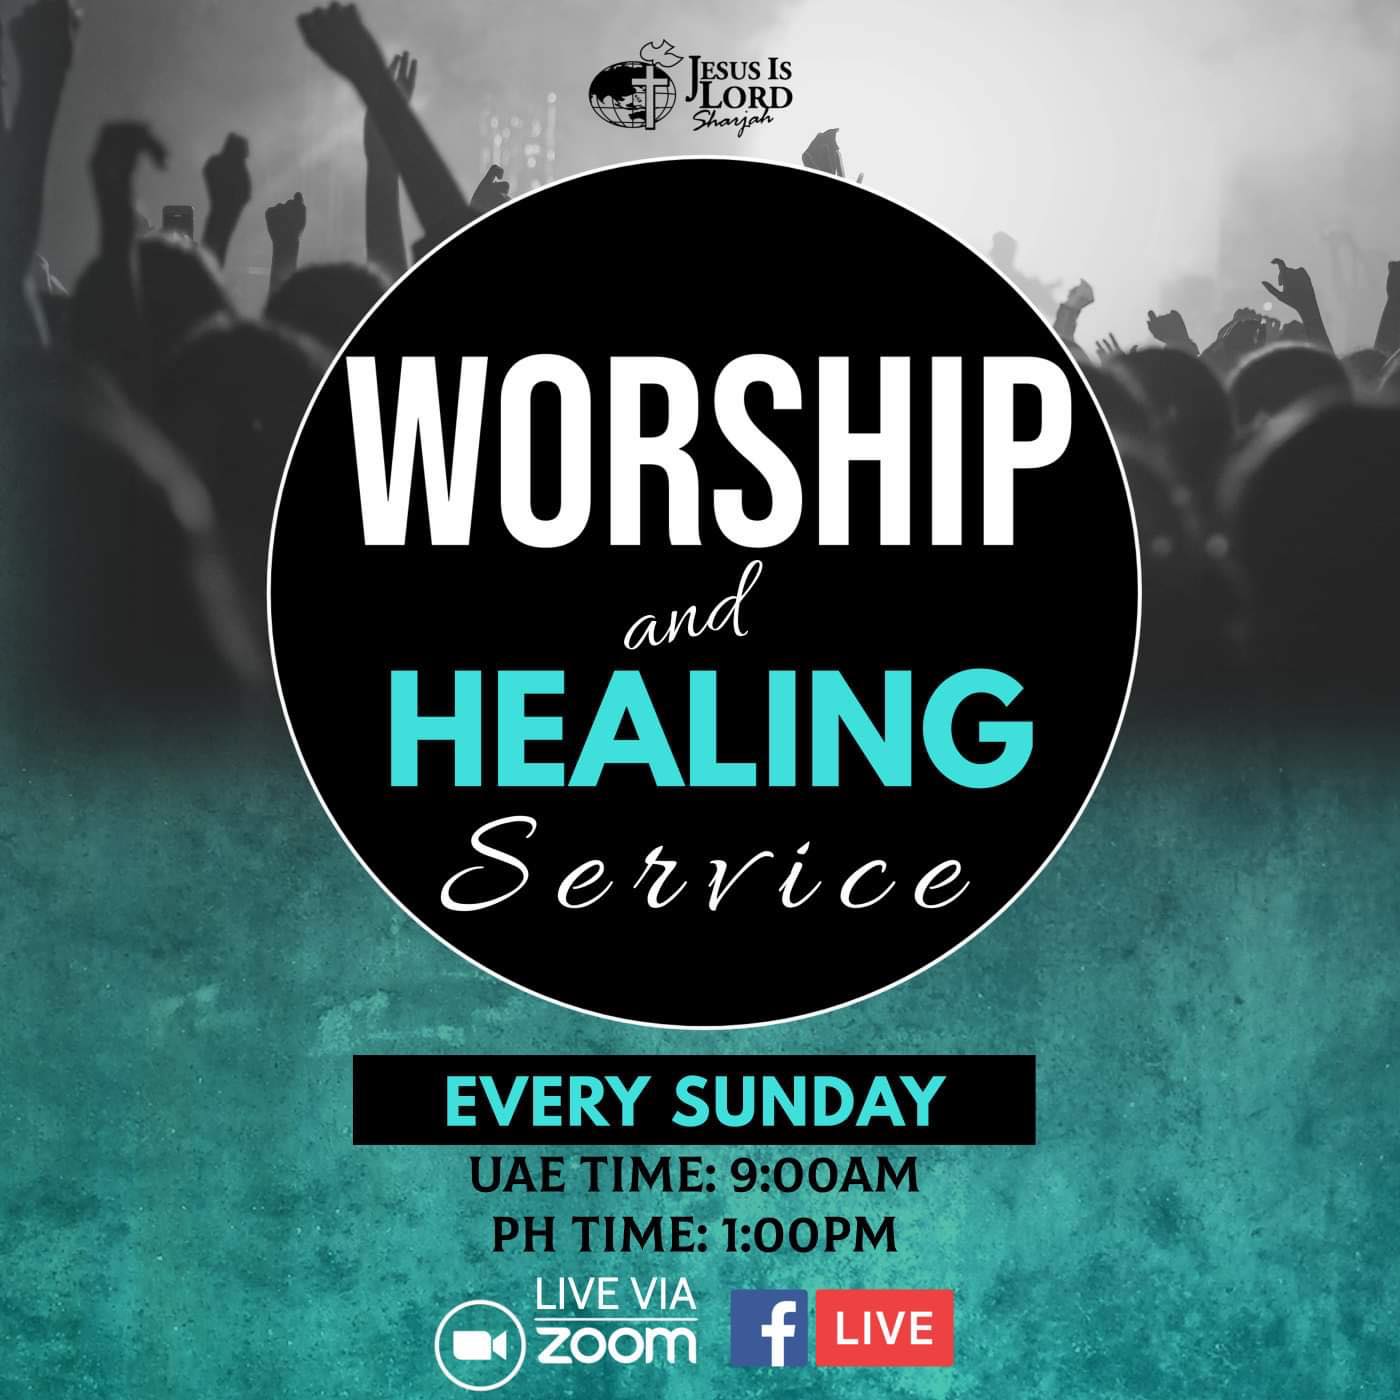 JESUS IS
LORD
Sharjah
WORSHIP
and
HEALING
Service
EVERY SUNDAY
UAE TIME: 9:00AM
PH TIME: 1:00PM
LIVE VIA
zoom
f LIVE